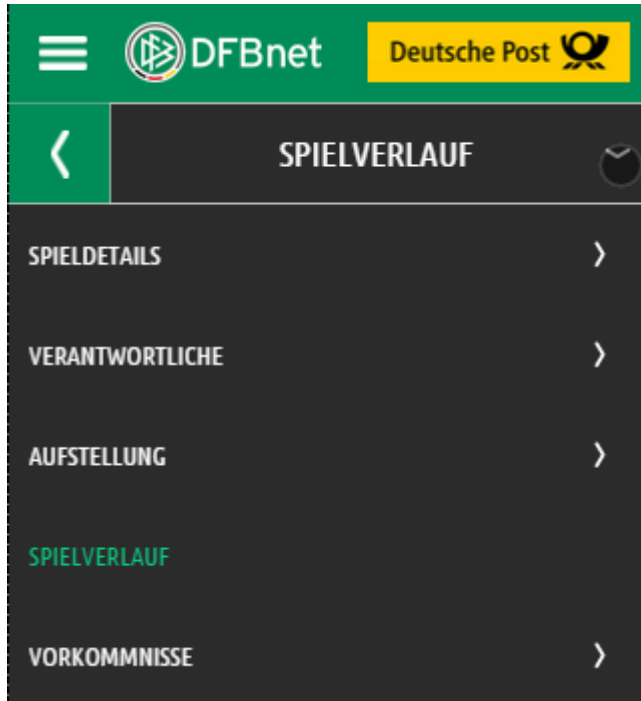 DFBnet
Deutsche Post
SPIELVERLAUF
SPIELDETAILS
VERANTWORTLICHE
AUFSTELLUNG
SPIELVERLAUF
VORKOMMNISSE